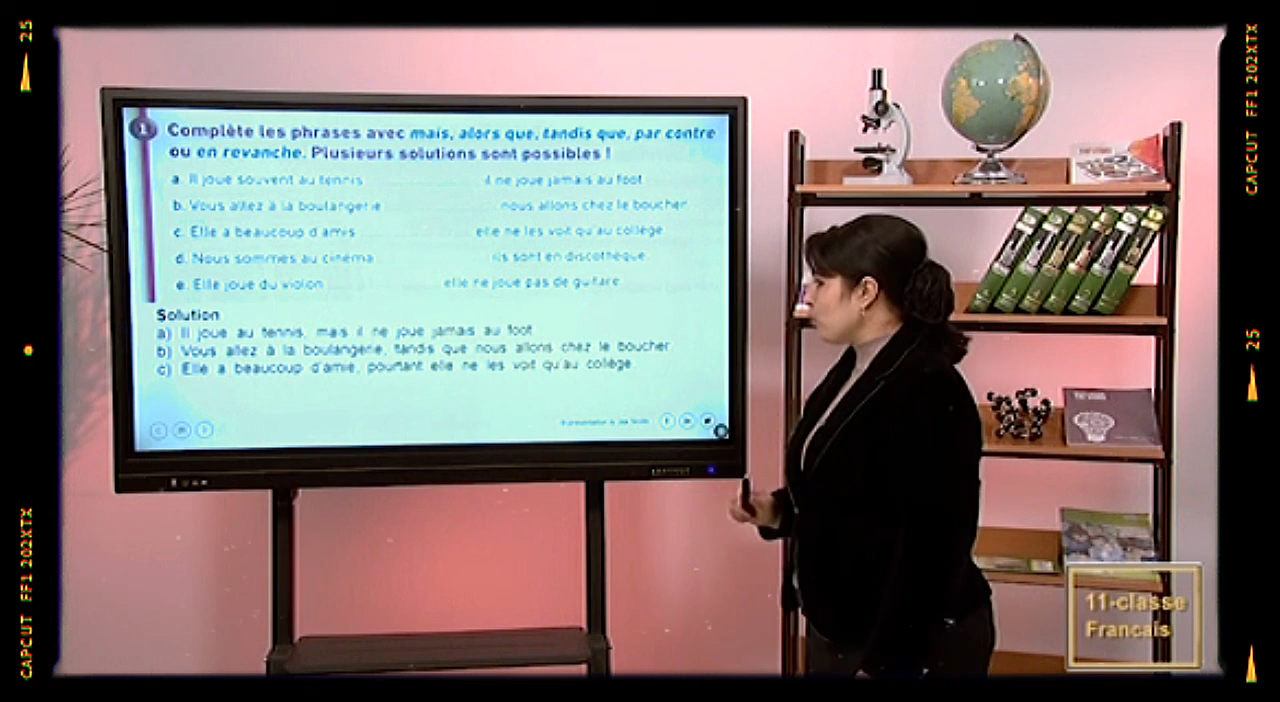 25
CAPCUT FF1 202XTX
CAPCUT FF1 202XTX
25
1
Complète les phrases avec mais, alors que, tandis que, par contre
ou en revanche. Plusieurs solutions sont possibles !
a. Il joue souvent au tennis il ne joue jamais au foot
b. Vous allez à la boulangerie nous allons chez le boucher.
c. Elle a beaucoup d'amis elle ne les voit qu'au collège
d. Nous sommes au cinéma ils sont en discothèque.
e. Elle joue du violon elle ne joue pas de guitare
Solution
a) Il joue au tennis, mais il ne joue jamais au foot
b) Vous allez à la boulangerie, tandis que nous allons chez le boucher
c) Elle a beaucoup d'amie, pourtant elle ne les voit qu'au collège.
11-classe
Francais